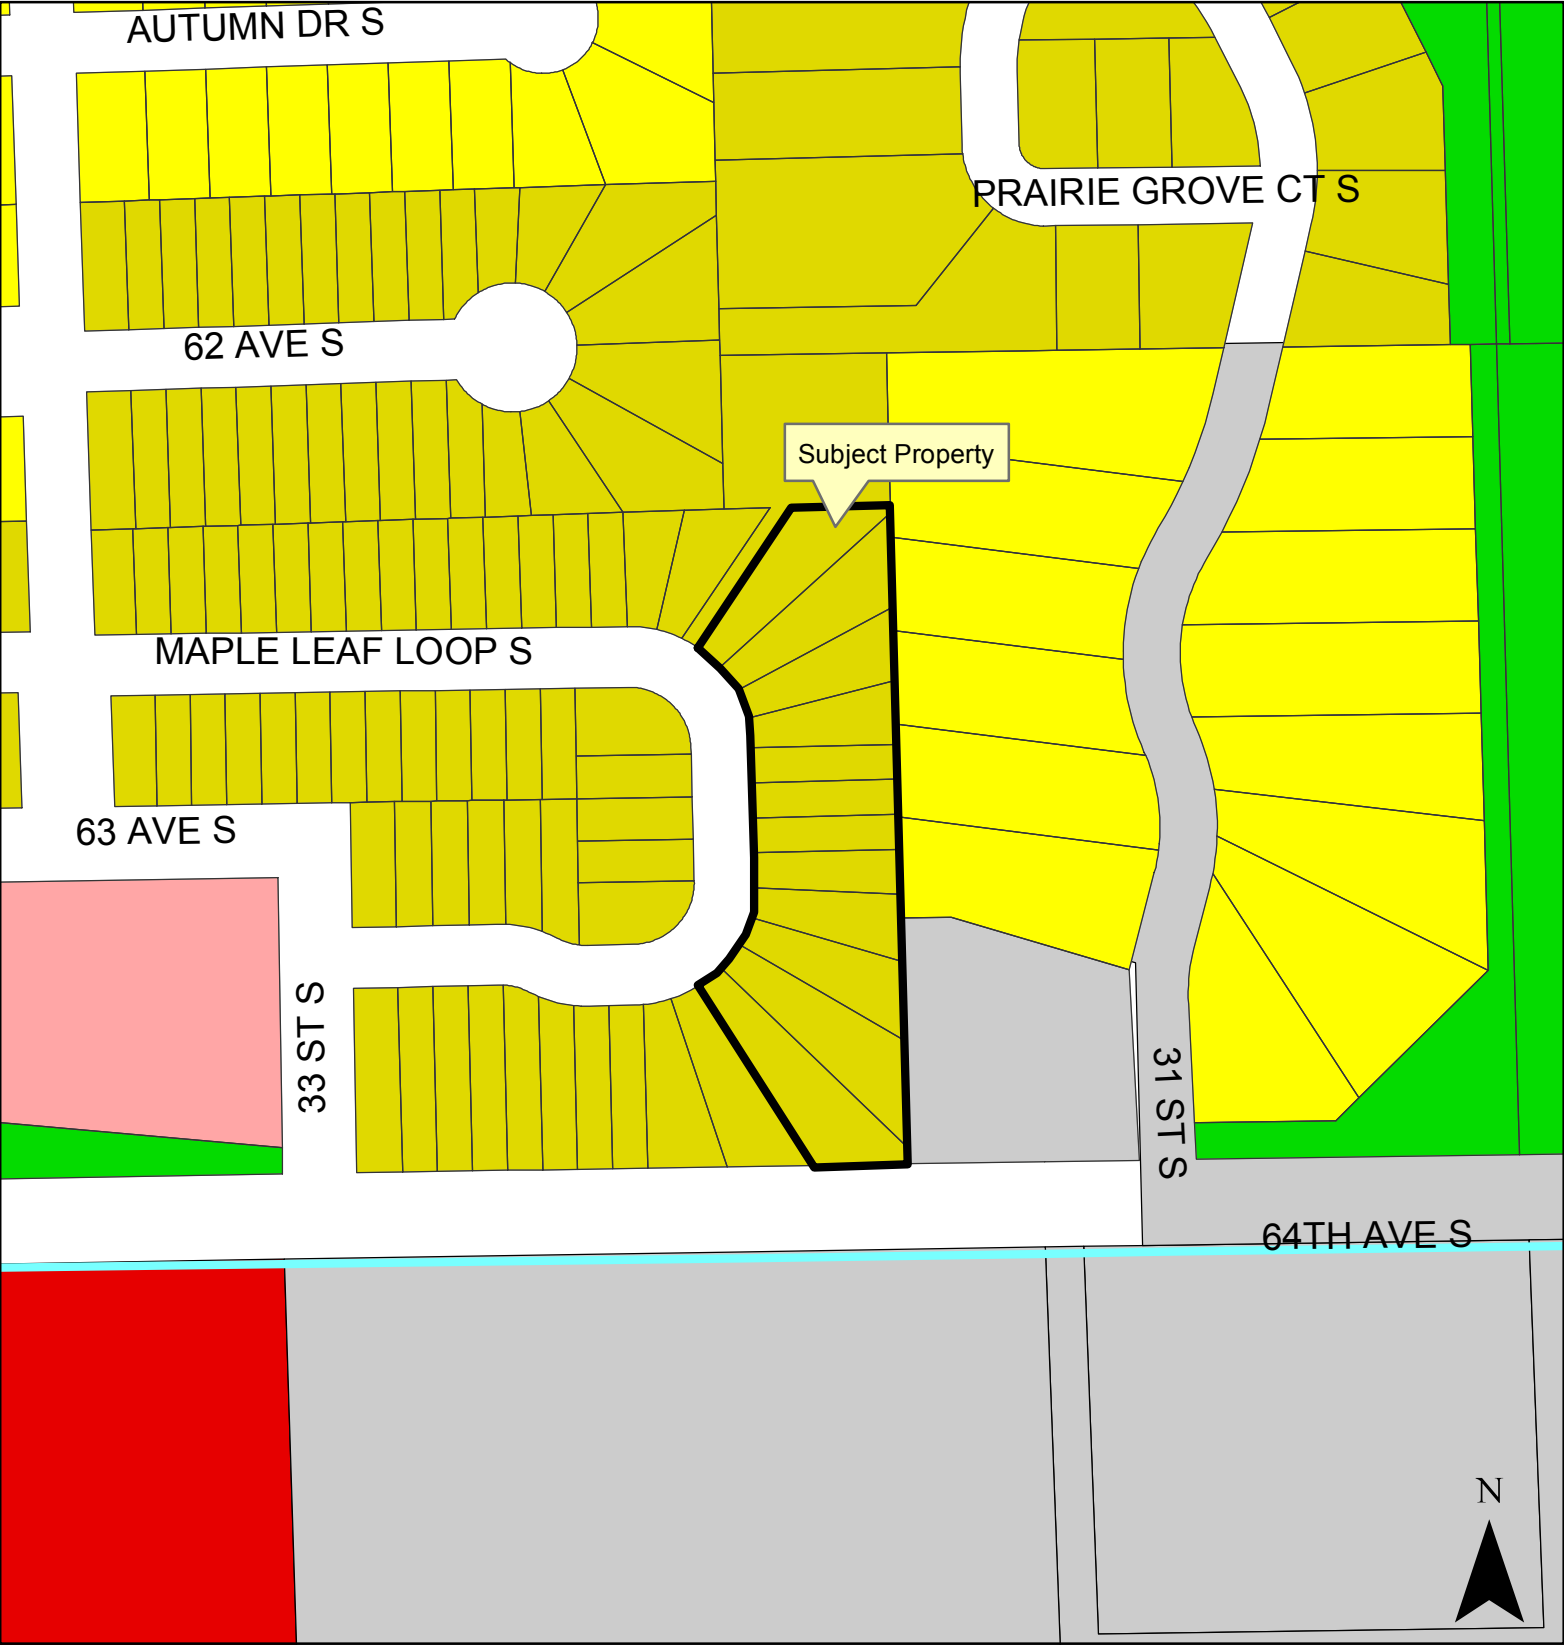 AUTUMN DR S
PRAIRIE GROVE CT S
62 AVE S
Subject Property
MAPLE LEAF LOOP S
63 AVE S
33 ST S
31 ST S
64TH AVE S
N